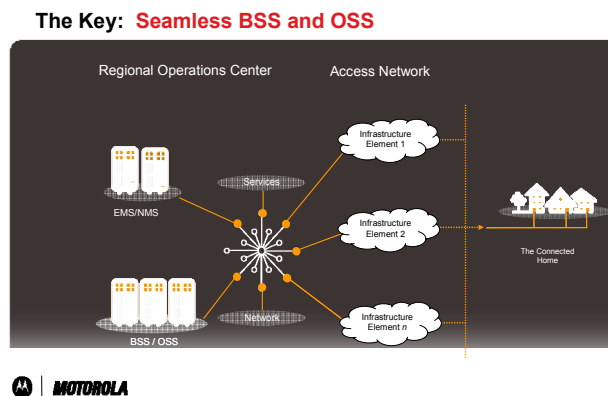 The Key: Seamless BSS and OSS
Regional Operations Center
Access Network
Infrastructure
Element 1
Services
EMS/NMS
Infrastructure
Element 2
The Connected
Home
Infrastructure
Element n
Network
BSS / OSS
MOTOROLA